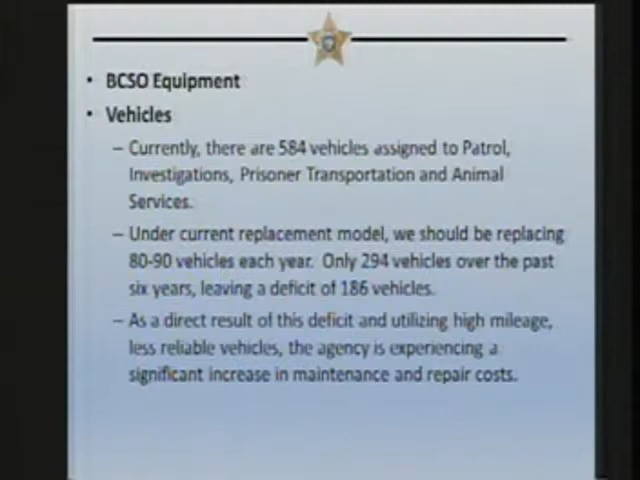 • BCSO Equipment
• Vehicles
– Currently, there are 584 vehicles assigned to Patrol,
Investigations, Prisoner Transportation and Animal
Services.
– Under current replacement model, we should be replacing
80-90 vehicles each year.  Only 294 vehicles over the past
six years, leaving a deficit of 186 vehicles.
– As a direct result of this deficit and utilizing high mileage,
less reliable vehicles, the agency is experiencing a
significant increase in maintenance and repair costs.